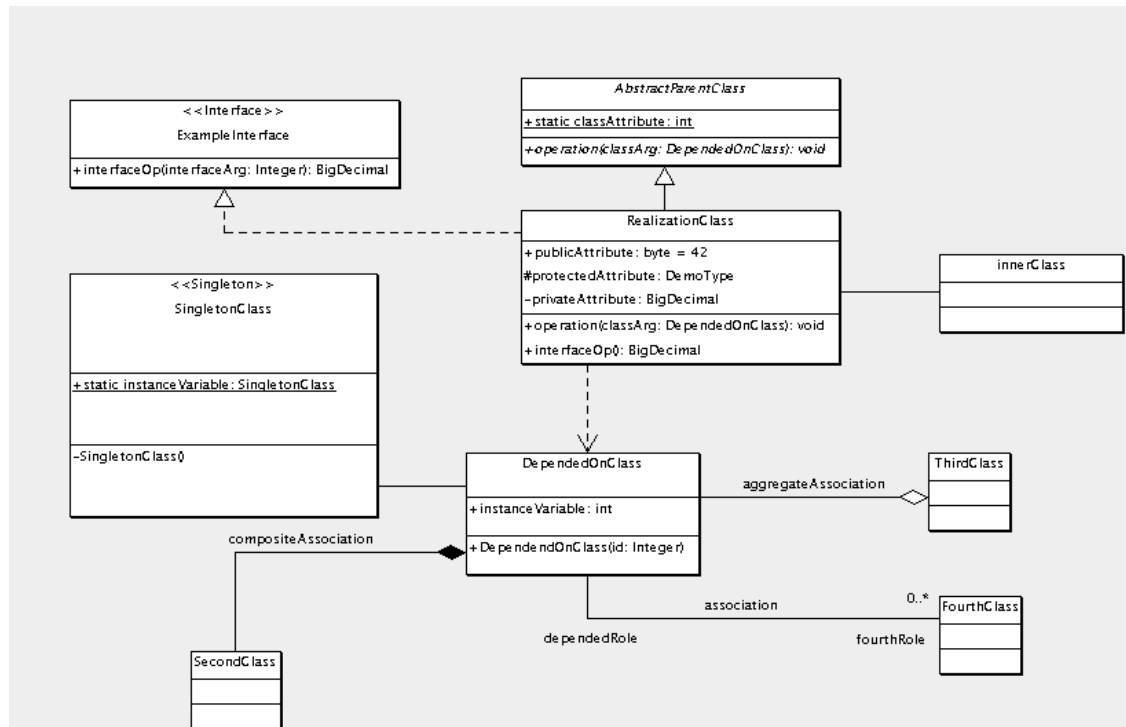 AbstractParentClass
+ static classAttribute: int
+operation(classArg: DependedOnClass): void
<<Interface>>
ExampleInterface
+ interfaceOp(interfaceArg: Integer): BigDecimal
RealizationClass
+ publicAttribute: byte = 42
#protectedAttribute: DemoType
-privateAttribute: BigDecimal
+operation(classArg: DependedOnClass): void
+interfaceOp(): BigDecimal
innerClass
<<Singleton>>
SingletonClass
+ static instanceVariable: SingletonClass
-SingletonClass()
DependedOnClass
+ instanceVariable: int
+DependendOnClass(id: Integer)
aggregateAssociation
ThirdClass
compositeAssociation
association
0..*
FourthClass
dependedRole
fourthRole
SecondClass